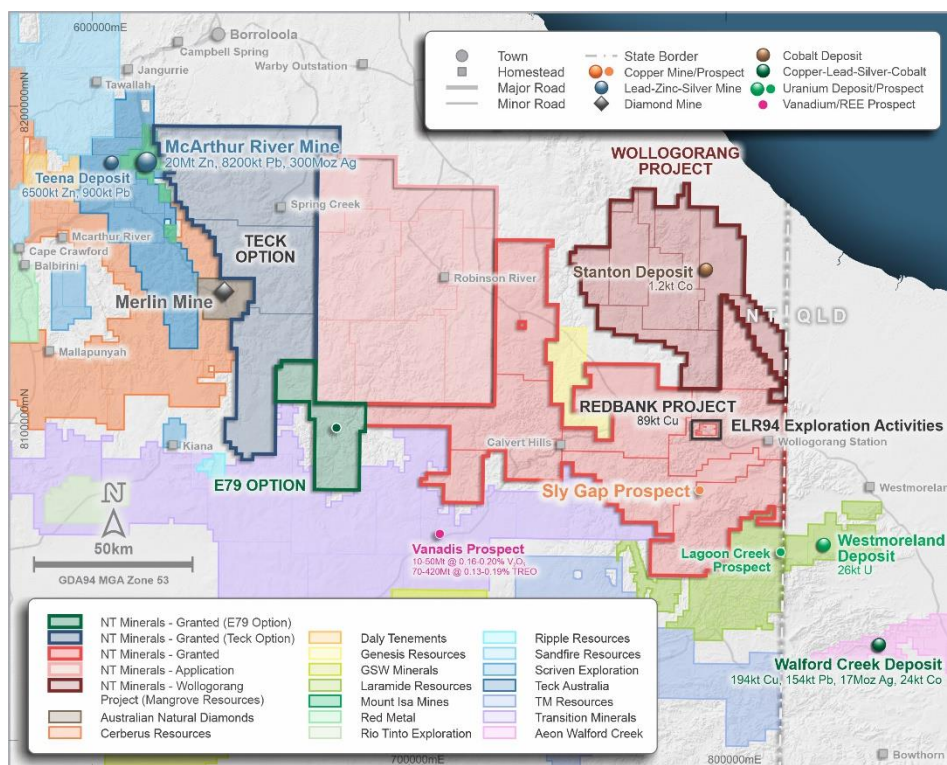 600000mE
Borroloola
Campbell Spring
Jangurrie
Warby Outstation
Tawallah
8200000mN
Town
Homestead
Major Road
Minor Road
State Border
Copper Mine/Prospect
Lead-Zinc-Silver Mine
Diamond Mine
Cobalt Deposit
Copper-Lead-Silver-Cobalt
Uranium Deposit/Prospect
Vanadium/REE Prospect
McArthur River Mine
20Mt Zn, 8200kt Pb, 300Moz Ag
Teena Deposit
6500kt Zn, 900kt Pb
WOLLOGORANG
PROJECT
Spring Creek
Mcarthur River
Cape Crawford
Balbirini
TECK
OPTION
Robinson River
Stanton Deposit
1.2kt Co
Merlin Mine
NT QLD
Mallapunyah
8100000mN
REDBANK PROJECT
89kt Cu
ELR94 Exploration Activities
Kiana
Calvert Hills
Wollogorang Station
E79 OPTION
Sly Gap Prospect
Westmoreland
N
50km
GDA94 MGA Zone 53
Vanadis Prospect
10-50Mt @ 0.16-0.20% V2O5
70-420Mt @ 0.13-0.19% TREO
Lagoon Creek
Prospect
Westmoreland
Deposit
26kt U
NT Minerals - Granted (E79 Option)
NT Minerals - Granted (Teck Option)
NT Minerals - Granted
NT Minerals - Application
NT Minerals - Wollogorang
Project (Mangrove Resources)
Australian Natural Diamonds
Cerberus Resources
Daly Tenements
Genesis Resources
GSW Minerals
Laramide Resources
Mount Isa Mines
Red Metal
Rio Tinto Exploration
Ripple Resources
Sandfire Resources
Scriven Exploration
Teck Australia
TM Resources
Transition Minerals
Aeon Walford Creek
Walford Creek Deposit
194kt Cu, 154kt Pb, 17Moz Ag, 24kt Co
700000mE
800000mE
Bowthorn